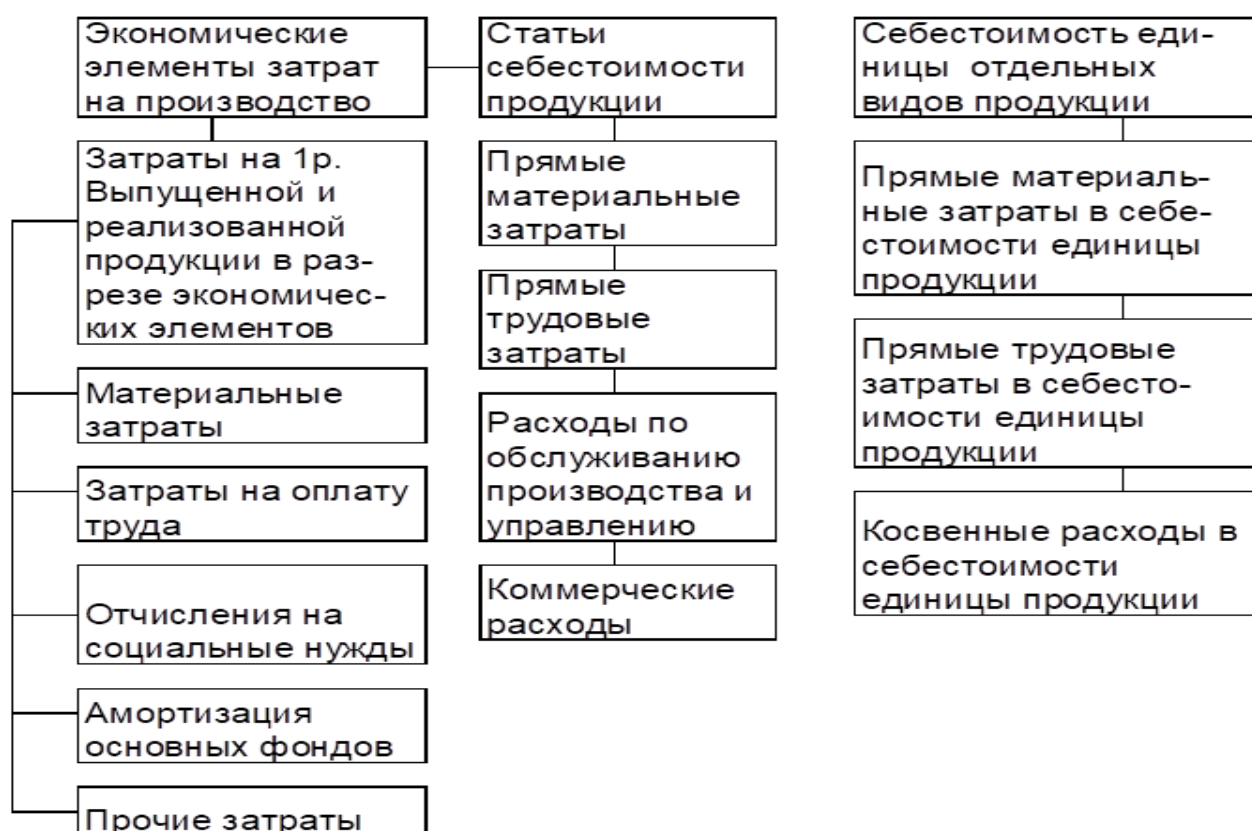 Экономические
элементы затрат
на производство
Затраты на 1р.
Выпущенной и
реализованной
продукции в раз-
резе экономичес-
ких элементов
Материальные
затраты
Затраты на оплату
труда
Отчисления на
социальные нужды
Амортизация
основных фондов
Прочие затраты
Статьи
себестоимости
продукции
Прямые
материальные
затраты
Прямые
трудовые
затраты
Расходы по
обслуживанию
производства и
управлению
Коммерческие
расходы
Себестоимость еди-
ницы отдельных
видов продукции
Прямые материаль-
ные затраты в себе-
стоимости единицы
продукции
Прямые трудовые
затраты в себесто-
имости единицы
продукции
Косвенные расходы в
себестоимости
единицы продукции